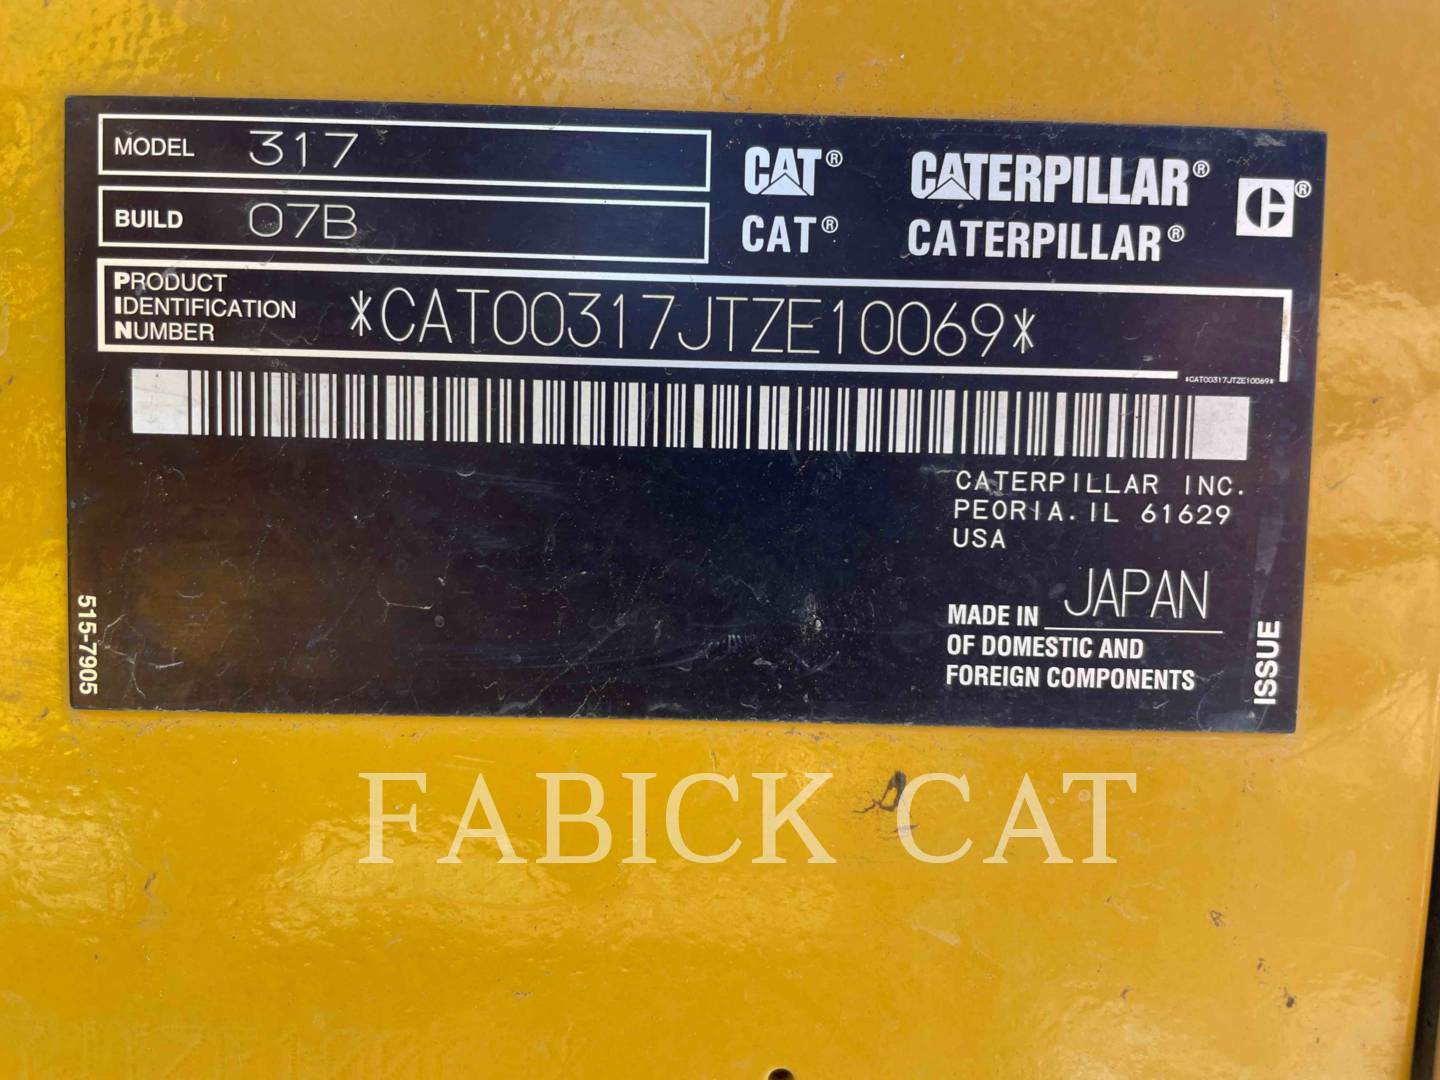 MODEL 317
BUILD 07B
CAT® CATERPILLAR®
CAT® CATERPILLAR®
PRODUCT
IDENTIFICATION
NUMBER
*CAT00317JTZE10069*
*CAT00317JTZE10069*
CATERPILLAR INC.
PEORIA. IL 61629
USA
MADE IN JAPAN
OF DOMESTIC AND
FOREIGN COMPONENTS
515-7905
ISSUE
FABICK CAT